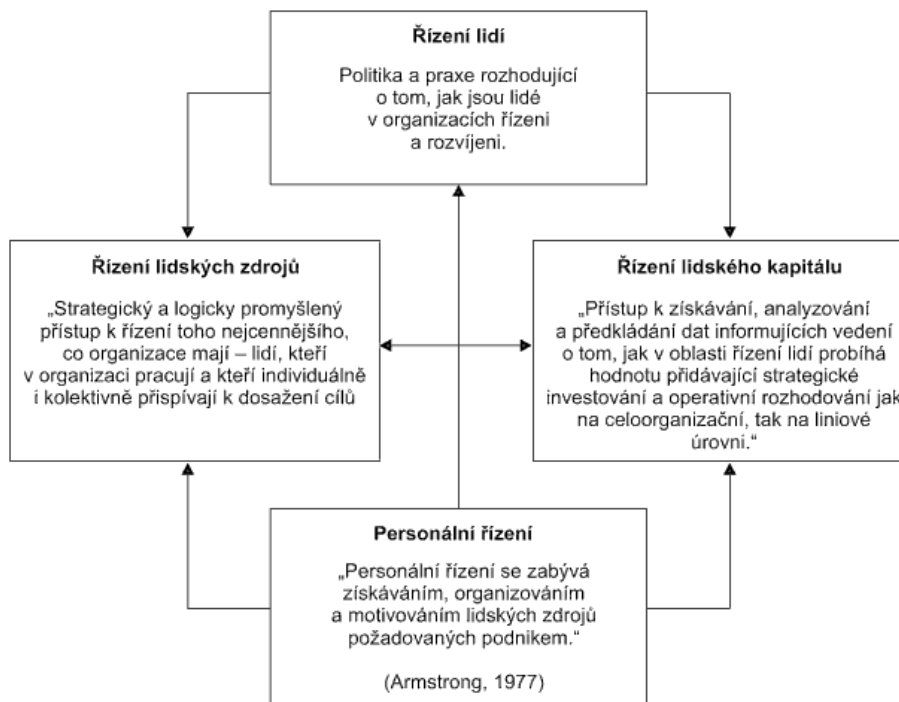 Řízení lidí
Politika a praxe rozhodující
o tom, jak jsou lidé
v organizacích řízeni
a rozvíjeni.
Řízení lidských zdrojů
„Strategický a logicky promyšlený
přístup k řízení toho nejcennějšího,
co organizace mají – lidí, kteří
v organizaci pracují a kteří individuálně
i kolektivně přispívají k dosažení cílů
Řízení lidského kapitálu
„Přístup k získávání, analyzování
a předkládání dat informujících vedení
o tom, jak v oblasti řízení lidí probíhá
hodnotu přidávající strategické
investování a operativní rozhodování jak
na celoorganizační, tak na liniové
úrovni.“
Personální řízení
„Personální řízení se zabývá
získáváním, organizováním
a motivováním lidských zdrojů
požadovaných podnikem.“
(Armstrong, 1977)